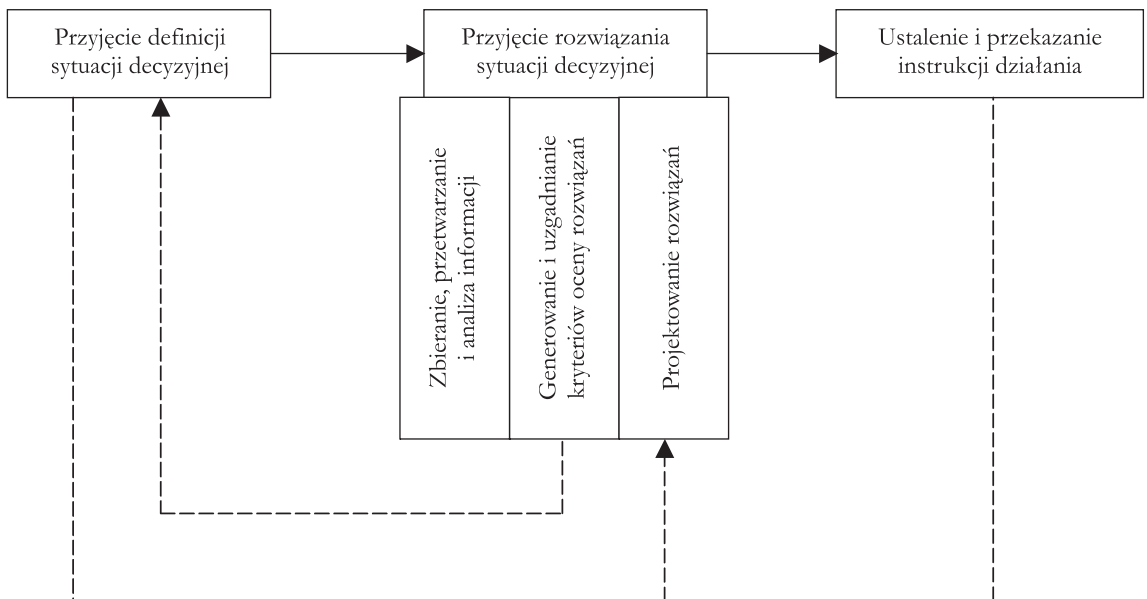 Przyjęcie definicji
sytuacji decyzyjnej
Przyjęcie rozwiązania
sytuacji decyzyjnej
Ustalenie i przekazanie
instrukcji działania
Zbieranie, przetwarzanie
i analiza informacji
Generowanie i uzgadnianie
kryteriów oceny rozwiązań
Projektowanie rozwiązań